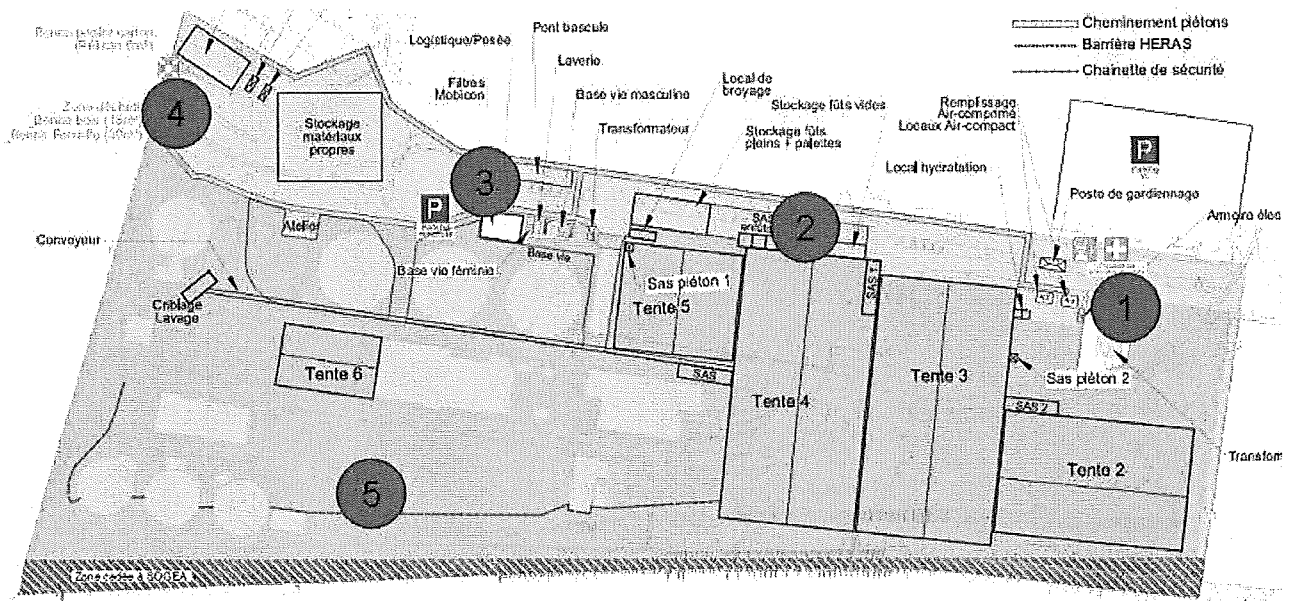 Cheminement piétons
Barrière HERAS
Chainette de sécurité
Logistique/Pesée
Pont bascule
Laverie
Filtres
Mobicon
Base vie masculine
Transformateur
Local de
broyage
Stockage fûts vides
Stockage fûts
pleins + palettes
Remplissage
Air-comprimé
Locaux Air-compact
Local hydratation
P
Poste de gardiennage
4
Stockage
matériaux
propres
3
P
2
SAS
1
Atelier
Convoyeur
Base vie féminine
Base vie
Sas piéton 1
SAS 1
Criblage
Lavage
Tente 5
Tente 6
SAS
Tente 4
Tente 3
Sas piéton 2
SAS 2
Tente 2
Transform
5
Zone cédée à SOGEA